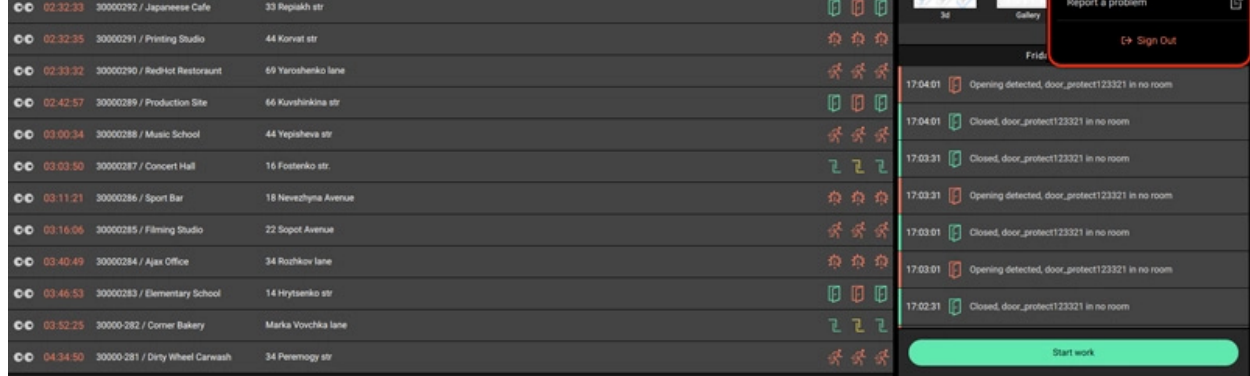 02:32:33 30000292 / Japaneese Cafe 33 Repiakh str
02:32:35 30000291 / Printing Studio 44 Korvat str
02:33:32 30000290 / RedHot Restoraunt 69 Yaroshenko lane
02:42:57 30000289 / Production Site 66 Kuvshinkina str
03:00:34 30000288 / Music School 44 Yepisheva str
03:03:50 30000287 / Concert Hall 16 Fostenko str.
03:11:21 30000286 / Sport Bar 18 Nevezhyna Avenue
03:16:06 30000285 / Filming Studio 22 Sopot Avenue
03:40:49 30000284 / Ajax Office 34 Rozhkov lane
03:46:53 30000283 / Elementary School 14 Hrytsenko str
03:52:25 30000-282 / Corner Bakery Marka Vovchka lane
04:34:50 30000-281 / Dirty Wheel Carwash 34 Peremogy str
Report a problem
3d Gallery
Sign Out
17:04:01 Opening detected, door_protect123321 in no room
17:04:01 Closed, door_protect123321 in no room
17:03:31 Closed, door_protect123321 in no room
17:03:31 Opening detected, door_protect123321 in no room
17:03:01 Closed, door_protect123321 in no room
17:03:01 Opening detected, door_protect123321 in no room
17:02:31 Closed, door_protect123321 in no room
Start work